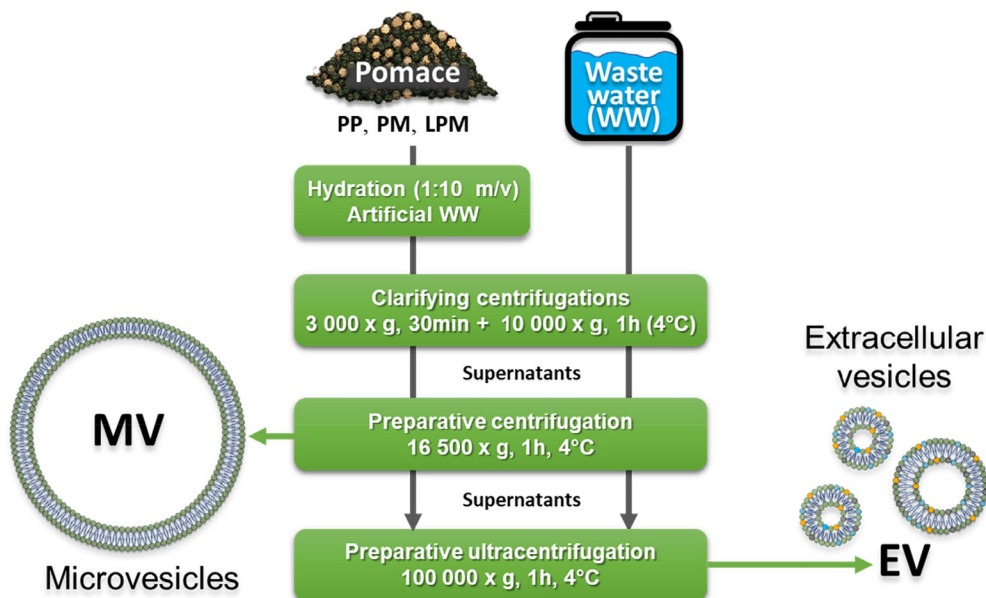 Pomace
PP, PM, LPM
Waste
water
(WW)
Hydration (1:10 m/v)
Artificial WW
Clarifying centrifugations
3 000 x g, 30min + 10 000 x g, 1h (4°C)
Supernatants
Preparative centrifugation
16 500 x g, 1h, 4°C
MV
Microvesicles
Supernatants
Preparative ultracentrifugation
100 000 x g, 1h, 4°C
Extracellular
vesicles
EV